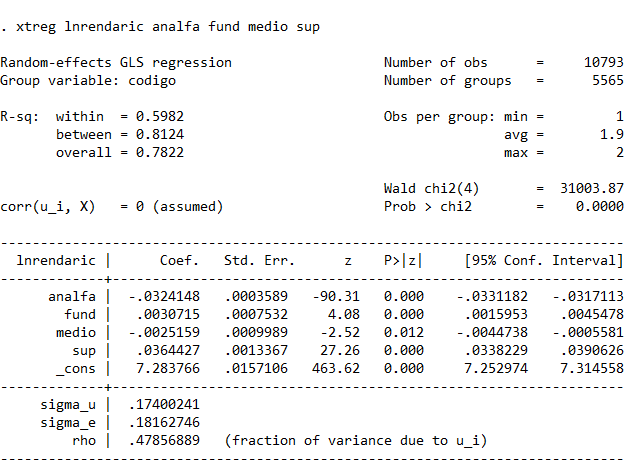 . xtreg lnrendaric analfa fund medio sup
Random-effects GLS regression                   Number of obs      =     10793
Group variable: codigo                          Number of groups   =      5565
R-sq:  within  = 0.5982                         Obs per group: min =         1
       between = 0.8124                                        avg =       1.9
       overall = 0.7822                                        max =         2
                                                Wald chi2(4)       =  31003.87
corr(u_i, X)   = 0 (assumed)                    Prob > chi2        =    0.0000
------------------------------------------------------------------------------
  lnrendaric |      Coef.   Std. Err.      z    P>|z|     [95% Conf. Interval]
-------------+----------------------------------------------------------------
      analfa |  -.0324148   .0003589   -90.31   0.000    -.0331182   -.0317113
        fund |   .0030715   .0007532     4.08   0.000     .0015953    .0045478
       medio |  -.0025159   .0009989    -2.52   0.012    -.0044738   -.0005581
         sup |   .0364427   .0013367    27.26   0.000     .0338229    .0390626
       _cons |   7.283766   .0157106   463.62   0.000     7.252974    7.314558
-------------+----------------------------------------------------------------
     sigma_u |  .17400241
     sigma_e |  .18162746
         rho |  .47856889   (fraction of variance due to u_i)
------------------------------------------------------------------------------